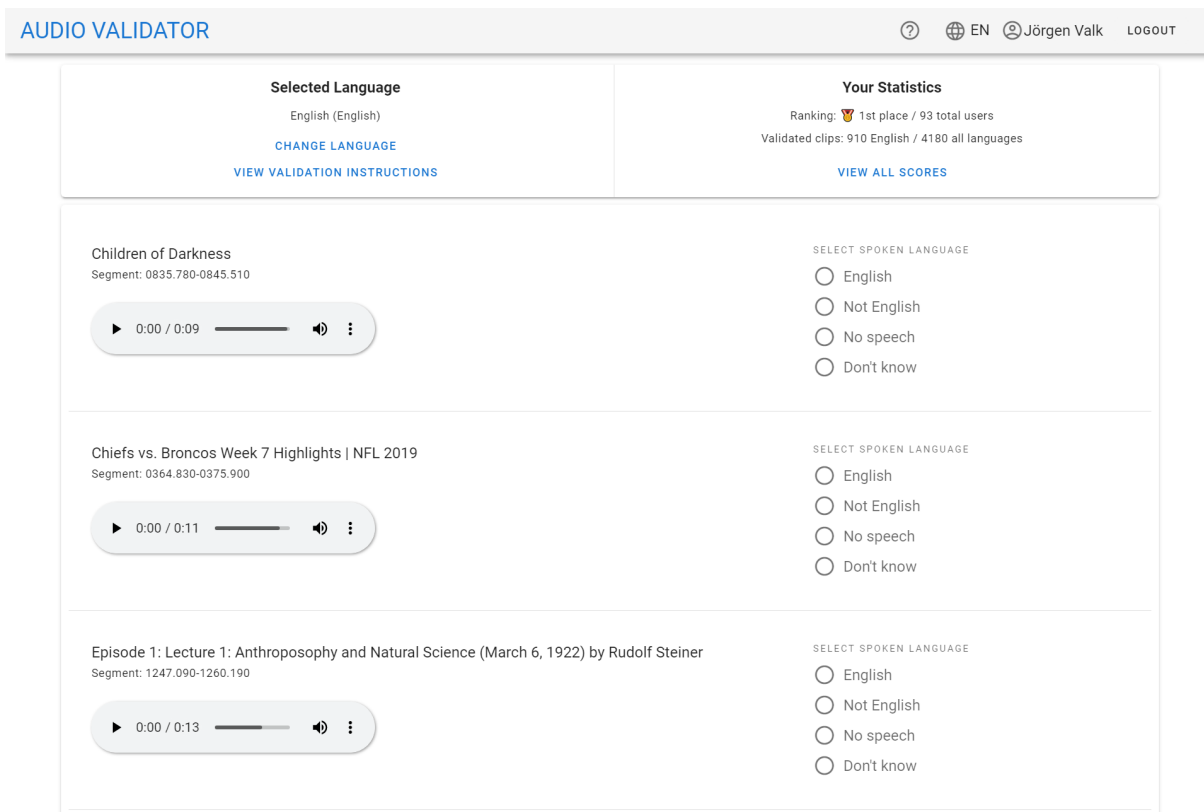 AUDIO VALIDATOR
EN Jörgen Valk LOGOUT
Selected Language
English (English)
CHANGE LANGUAGE
VIEW VALIDATION INSTRUCTIONS
Your Statistics
Ranking: 🏅 1st place / 93 total users
Validated clips: 910 English / 4180 all languages
VIEW ALL SCORES
Children of Darkness
Segment: 0835.780-0845.510
0:00 / 0:09
SELECT SPOKEN LANGUAGE
English
Not English
No speech
Don't know
Chiefs vs. Broncos Week 7 Highlights | NFL 2019
Segment: 0364.830-0375.900
0:00 / 0:11
SELECT SPOKEN LANGUAGE
English
Not English
No speech
Don't know
Episode 1: Lecture 1: Anthroposophy and Natural Science (March 6, 1922) by Rudolf Steiner
Segment: 1247.090-1260.190
0:00 / 0:13
SELECT SPOKEN LANGUAGE
English
Not English
No speech
Don't know